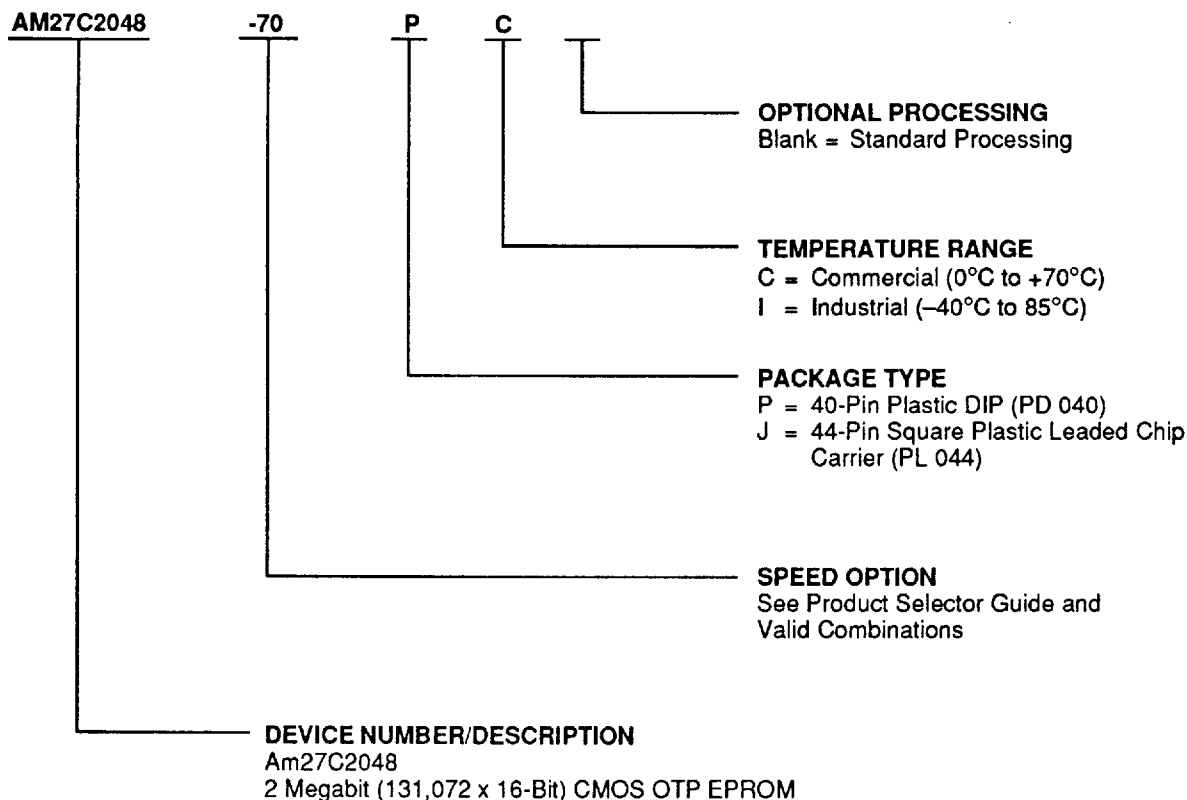 AM27C2048 -70 P C
OPTIONAL PROCESSING
Blank = Standard Processing
TEMPERATURE RANGE
C = Commercial (0°C to +70°C)
I = Industrial (–40°C to 85°C)
PACKAGE TYPE
P = 40-Pin Plastic DIP (PD 040)
J = 44-Pin Square Plastic Leaded Chip
Carrier (PL 044)
SPEED OPTION
See Product Selector Guide and
Valid Combinations
DEVICE NUMBER/DESCRIPTION
Am27C2048
2 Megabit (131,072 x 16-Bit) CMOS OTP EPROM